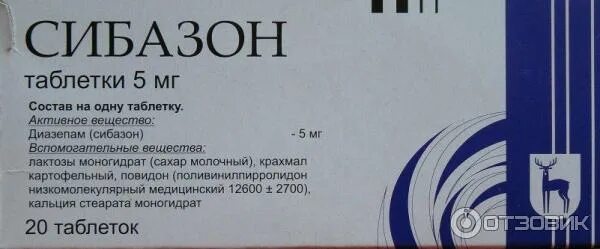 СИБАЗОН
таблетки 5 мг
Состав на одну таблетку.
Активное вещество:
Диазепам (сибазон) - 5 мг
Вспомогательные вещества:
лактозы моногидрат (сахар молочный), крахмал
картофельный, повидон (поливинилпирролидон
низкомолекулярный медицинский 12600 ± 2700),
кальция стеарата моногидрат
20 таблеток
ОТЗОВИК